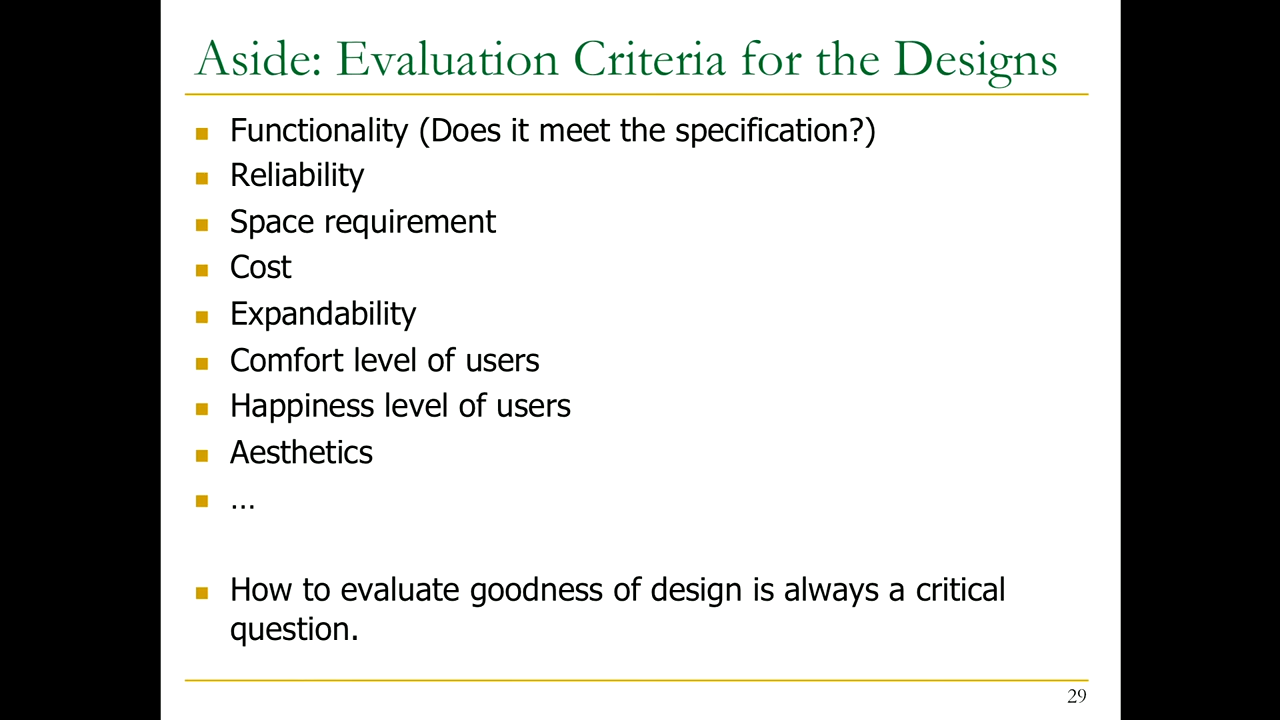 Aside: Evaluation Criteria for the Designs
Functionality (Does it meet the specification?)
Reliability
Space requirement
Cost
Expandability
Comfort level of users
Happiness level of users
Aesthetics
…
How to evaluate goodness of design is always a critical
question.
29